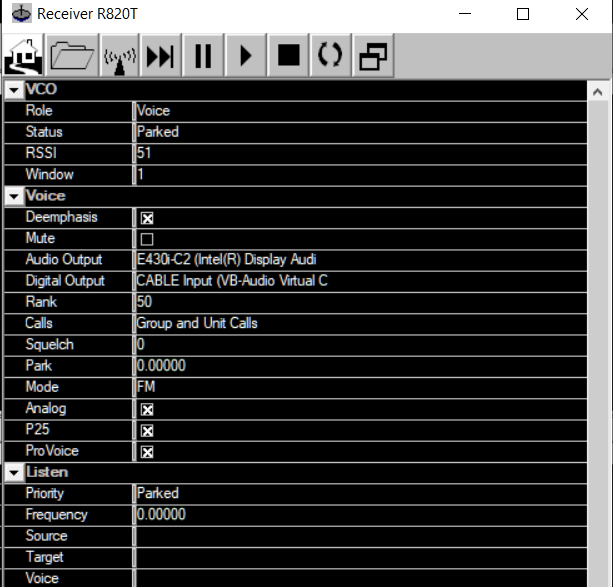 Receiver R820T
VCO
Role Voice
Status Parked
RSSI 51
Window 1
Voice
Deemphasis
Mute
Audio Output E430i-C2 (Intel(R) Display Audi
Digital Output CABLE Input (VB-Audio Virtual C
Rank 50
Calls Group and Unit Calls
Squelch 0
Park 0.00000
Mode FM
Analog
P25
ProVoice
Listen
Priority Parked
Frequency 0.00000
Source
Target
Voice